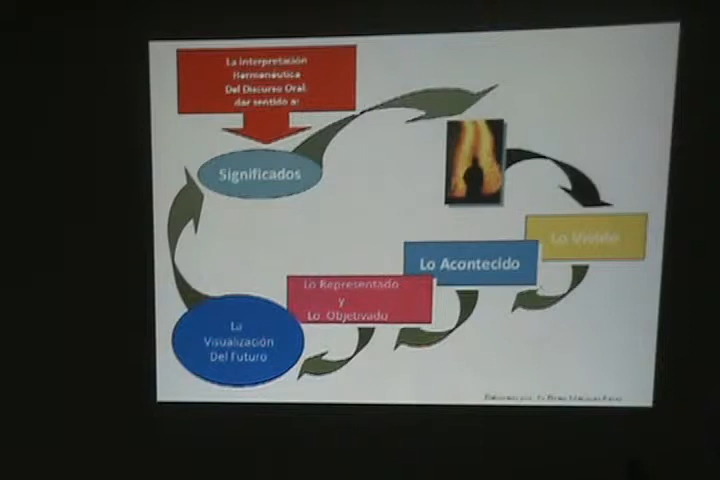 La interpretación
Hermenéutica
Del Discurso Oral:
dar sentido a:
Significados
Lo Vivido
Lo Acontecido
Lo Representado
y
Lo Objetivado
La
Visualización
Del Futuro